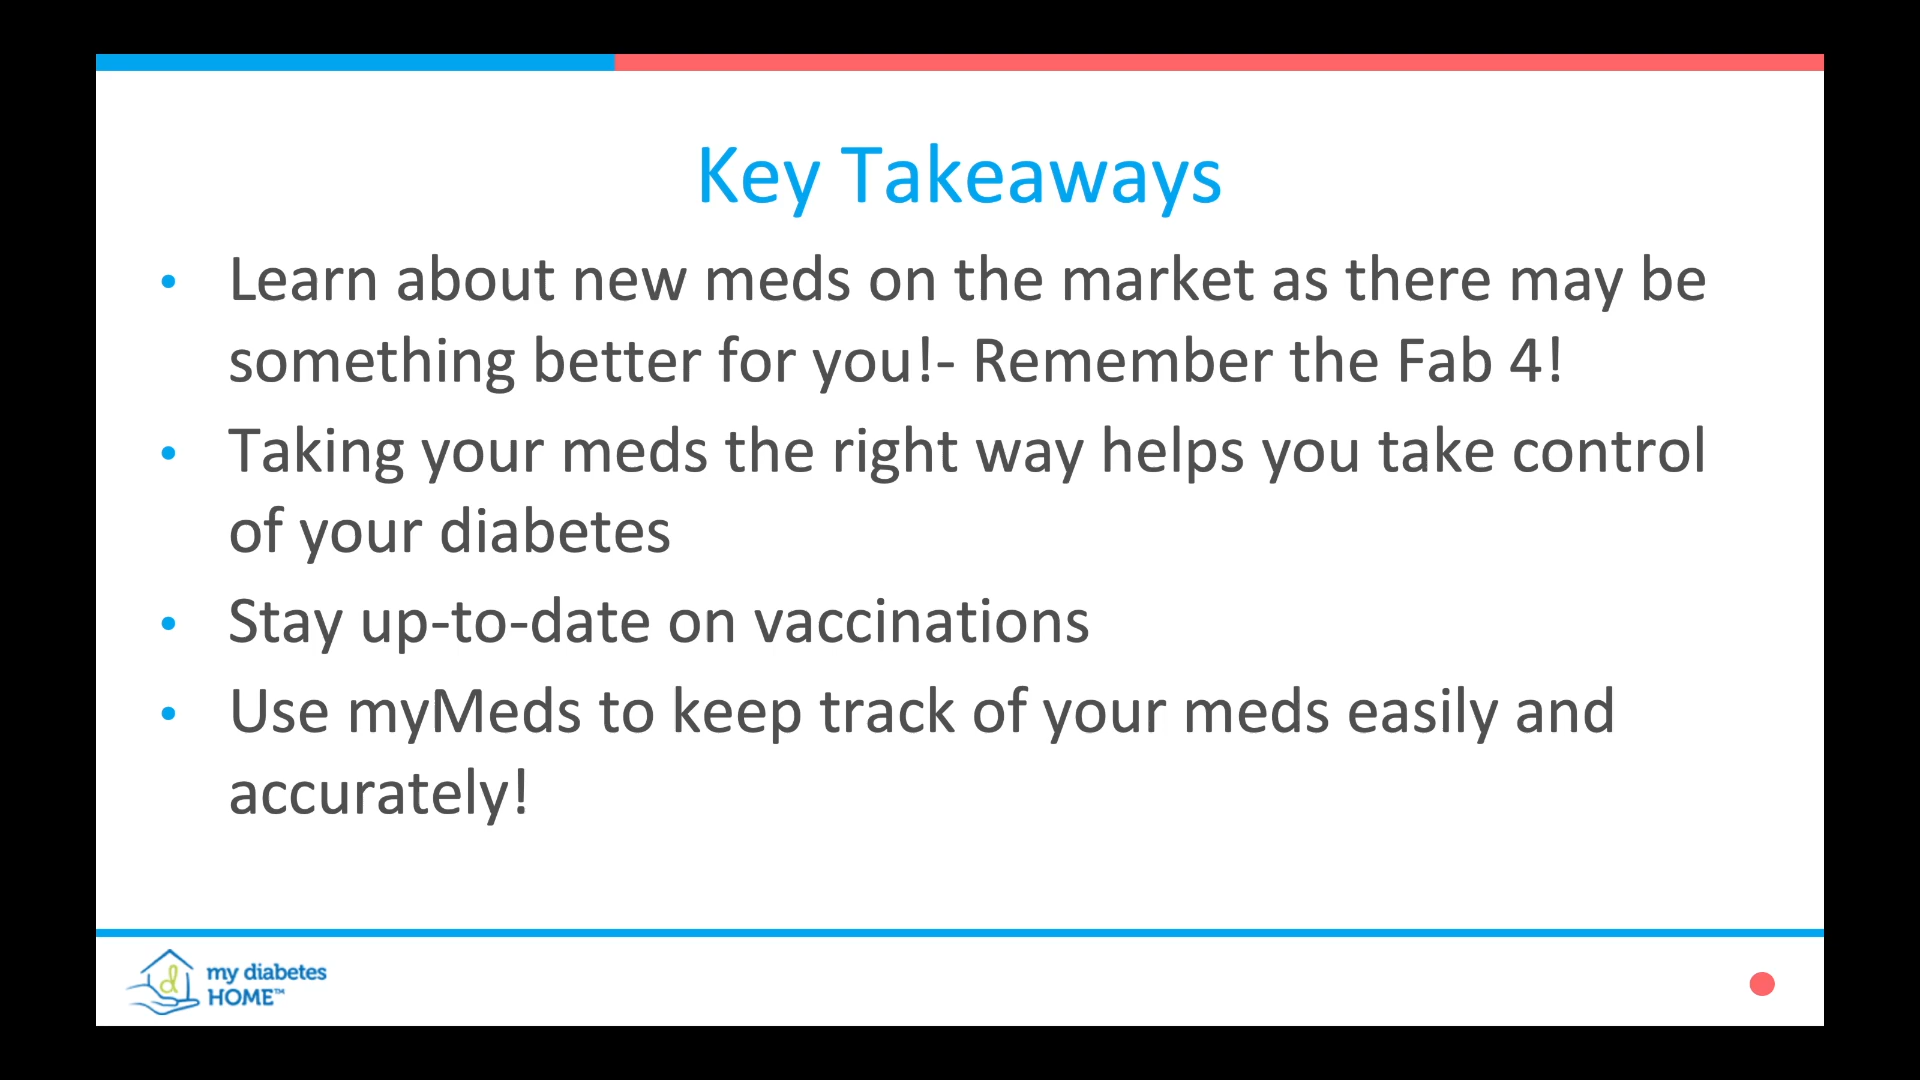 Key Takeaways
• Learn about new meds on the market as there may be
something better for you!- Remember the Fab 4!
• Taking your meds the right way helps you take control
of your diabetes
• Stay up-to-date on vaccinations
• Use myMeds to keep track of your meds easily and
accurately!
d
my diabetes
HOME™